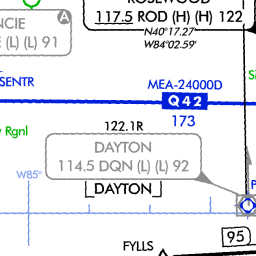 ROSEWOOD
117.5 ROD (H) (H) 122
N40°17.27
W84°02.59'
NCIE
A
E (L) (L) 91
SENTR
MEA-24000D
Si
Q42
y Rgnl
122.1R
173
DAYTON
114.5 DQN (L) (L) 92
W85°
DAYTON
P
95
FYLLS